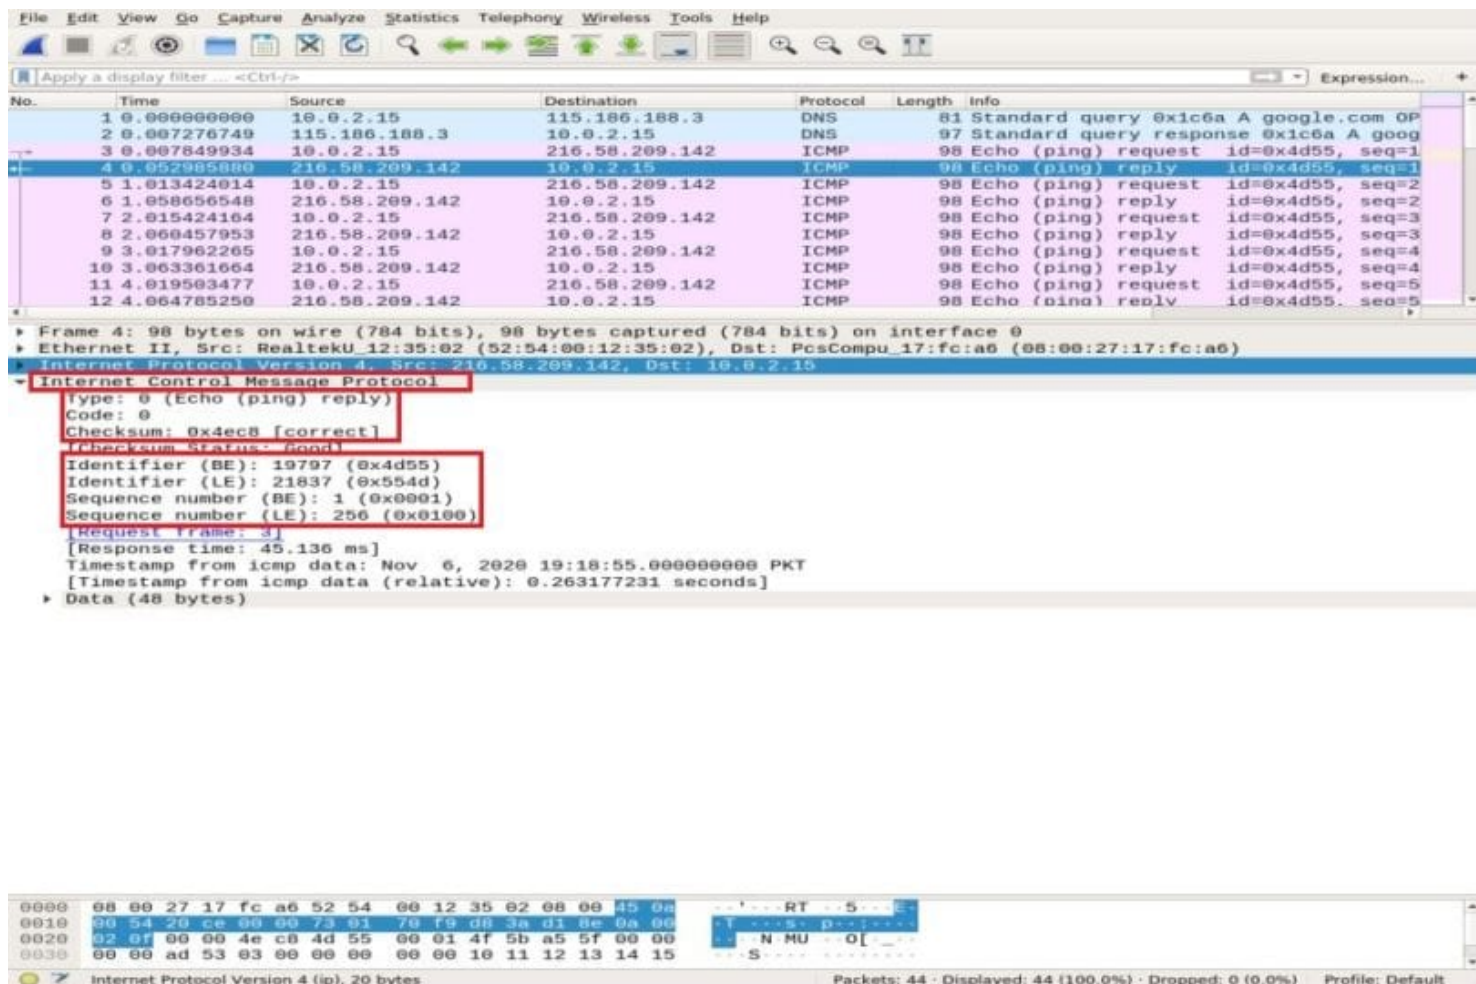 File Edit View Go Capture Analyze Statistics Telephony Wireless Tools Help
Apply a display filter ... <Ctrl-/> Expression... +
No. Time Source Destination Protocol Length Info
1 0.000000000 10.0.2.15 115.186.188.3 DNS 81 Standard query 0x1c6a A google.com OP
2 0.007276749 115.186.188.3 10.0.2.15 DNS 97 Standard query response 0x1c6a A goog
3 0.007849934 10.0.2.15 216.58.209.142 ICMP 98 Echo (ping) request id=0x4d55, seq=1
4 0.052985880 216.58.209.142 10.0.2.15 ICMP 98 Echo (ping) reply id=0x4d55, seq=1
5 1.013424014 10.0.2.15 216.58.209.142 ICMP 98 Echo (ping) request id=0x4d55, seq=2
6 1.058656548 216.58.209.142 10.0.2.15 ICMP 98 Echo (ping) reply id=0x4d55, seq=2
7 2.015424164 10.0.2.15 216.58.209.142 ICMP 98 Echo (ping) request id=0x4d55, seq=3
8 2.060457953 216.58.209.142 10.0.2.15 ICMP 98 Echo (ping) reply id=0x4d55, seq=3
9 3.017962265 10.0.2.15 216.58.209.142 ICMP 98 Echo (ping) request id=0x4d55, seq=4
10 3.063361664 216.58.209.142 10.0.2.15 ICMP 98 Echo (ping) reply id=0x4d55, seq=4
11 4.019503477 10.0.2.15 216.58.209.142 ICMP 98 Echo (ping) request id=0x4d55, seq=5
12 4.064785250 216.58.209.142 10.0.2.15 ICMP 98 Echo (ping) reply id=0x4d55, seq=5
Frame 4: 98 bytes on wire (784 bits), 98 bytes captured (784 bits) on interface 0
Ethernet II, Src: RealtekU_12:35:02 (52:54:00:12:35:02), Dst: PcsCompu_17:fc:a6 (08:00:27:17:fc:a6)
Internet Protocol Version 4, Src: 216.58.209.142, Dst: 10.0.2.15
Internet Control Message Protocol
Type: 0 (Echo (ping) reply)
Code: 0
Checksum: 0x4ec8 [correct]
[Checksum Status: Good]
Identifier (BE): 19797 (0x4d55)
Identifier (LE): 21837 (0x554d)
Sequence number (BE): 1 (0x0001)
Sequence number (LE): 256 (0x0100)
[Request frame: 3]
[Response time: 45.136 ms]
Timestamp from icmp data: Nov 6, 2020 19:18:55.000000000 PKT
[Timestamp from icmp data (relative): 0.263177231 seconds]
Data (48 bytes)
0000 08 00 27 17 fc a6 52 54 00 12 35 02 08 00 45 0a ··'···RT ··5···E·
0010 00 54 20 ce 00 00 73 01 70 f9 d8 3a d1 8e 0a 00 ·T ···s· p··:····
0020 02 0f 00 00 4e c8 4d 55 00 01 4f 5b a5 5f 00 00 ····N·MU ··O[·_··
0030 00 00 ad 53 03 00 00 00 00 00 10 11 12 13 14 15 ···S···· ········
Internet Protocol Version 4 (ip), 20 bytes Packets: 44 · Displayed: 44 (100.0%) · Dropped: 0 (0.0%) Profile: Default